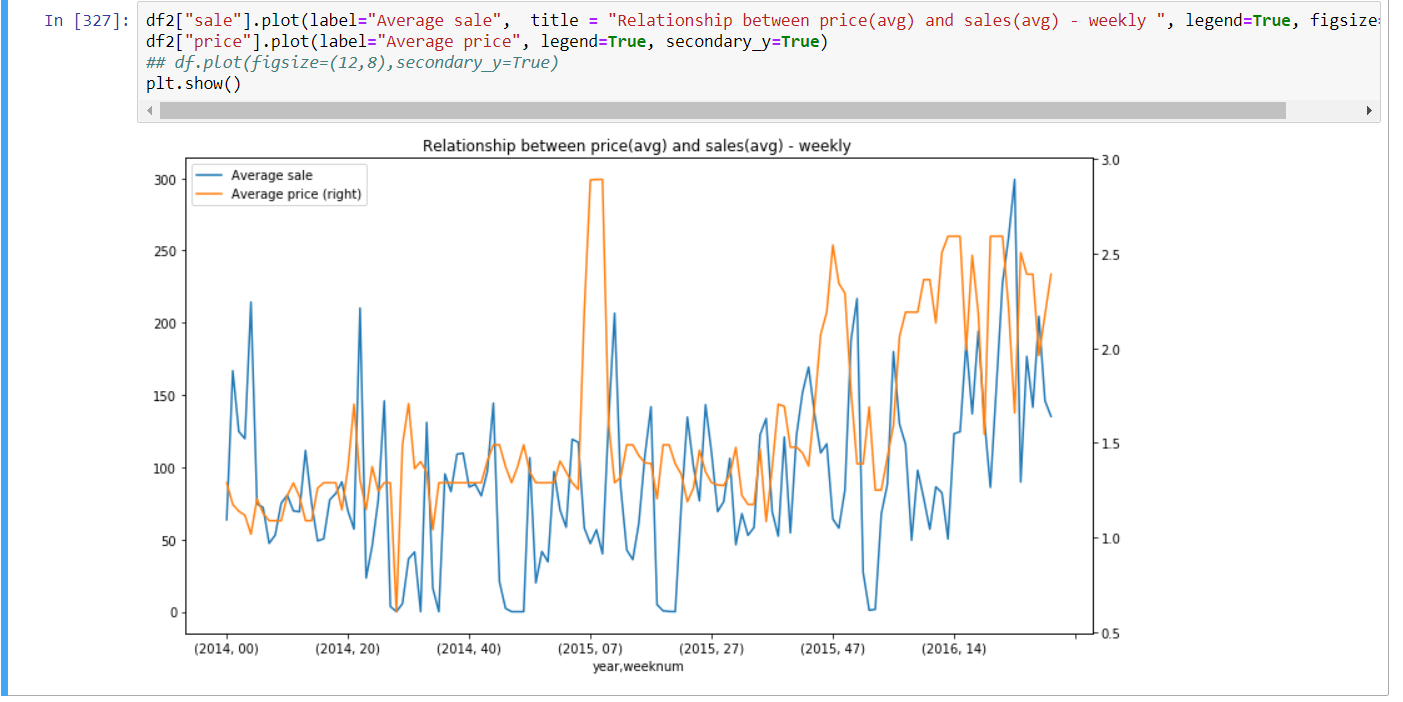 In [327]: df2["sale"].plot(label="Average sale",  title = "Relationship between price(avg) and sales(avg) - weekly ", legend=True, figsize=
df2["price"].plot(label="Average price", legend=True, secondary_y=True)
## df.plot(figsize=(12,8),secondary_y=True)
plt.show()
Relationship between price(avg) and sales(avg) - weekly
Average sale
Average price (right)
300
250
200
150
100
50
0
3.0
2.5
2.0
1.5
1.0
0.5
(2014, 00) (2014, 20) (2014, 40) (2015, 07) (2015, 27) (2015, 47) (2016, 14)
year,weeknum